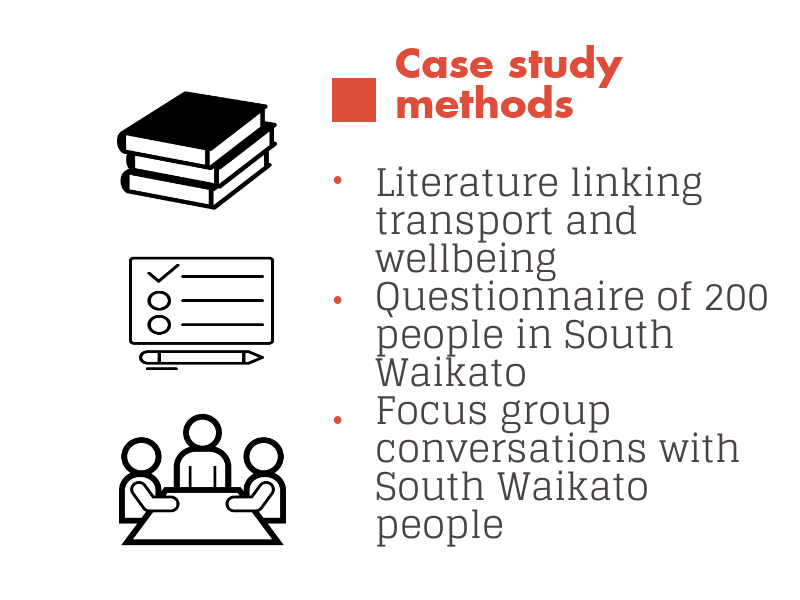 Case study
methods
• Literature linking
transport and
wellbeing
• Questionnaire of 200
people in South
Waikato
• Focus group
conversations with
South Waikato
people